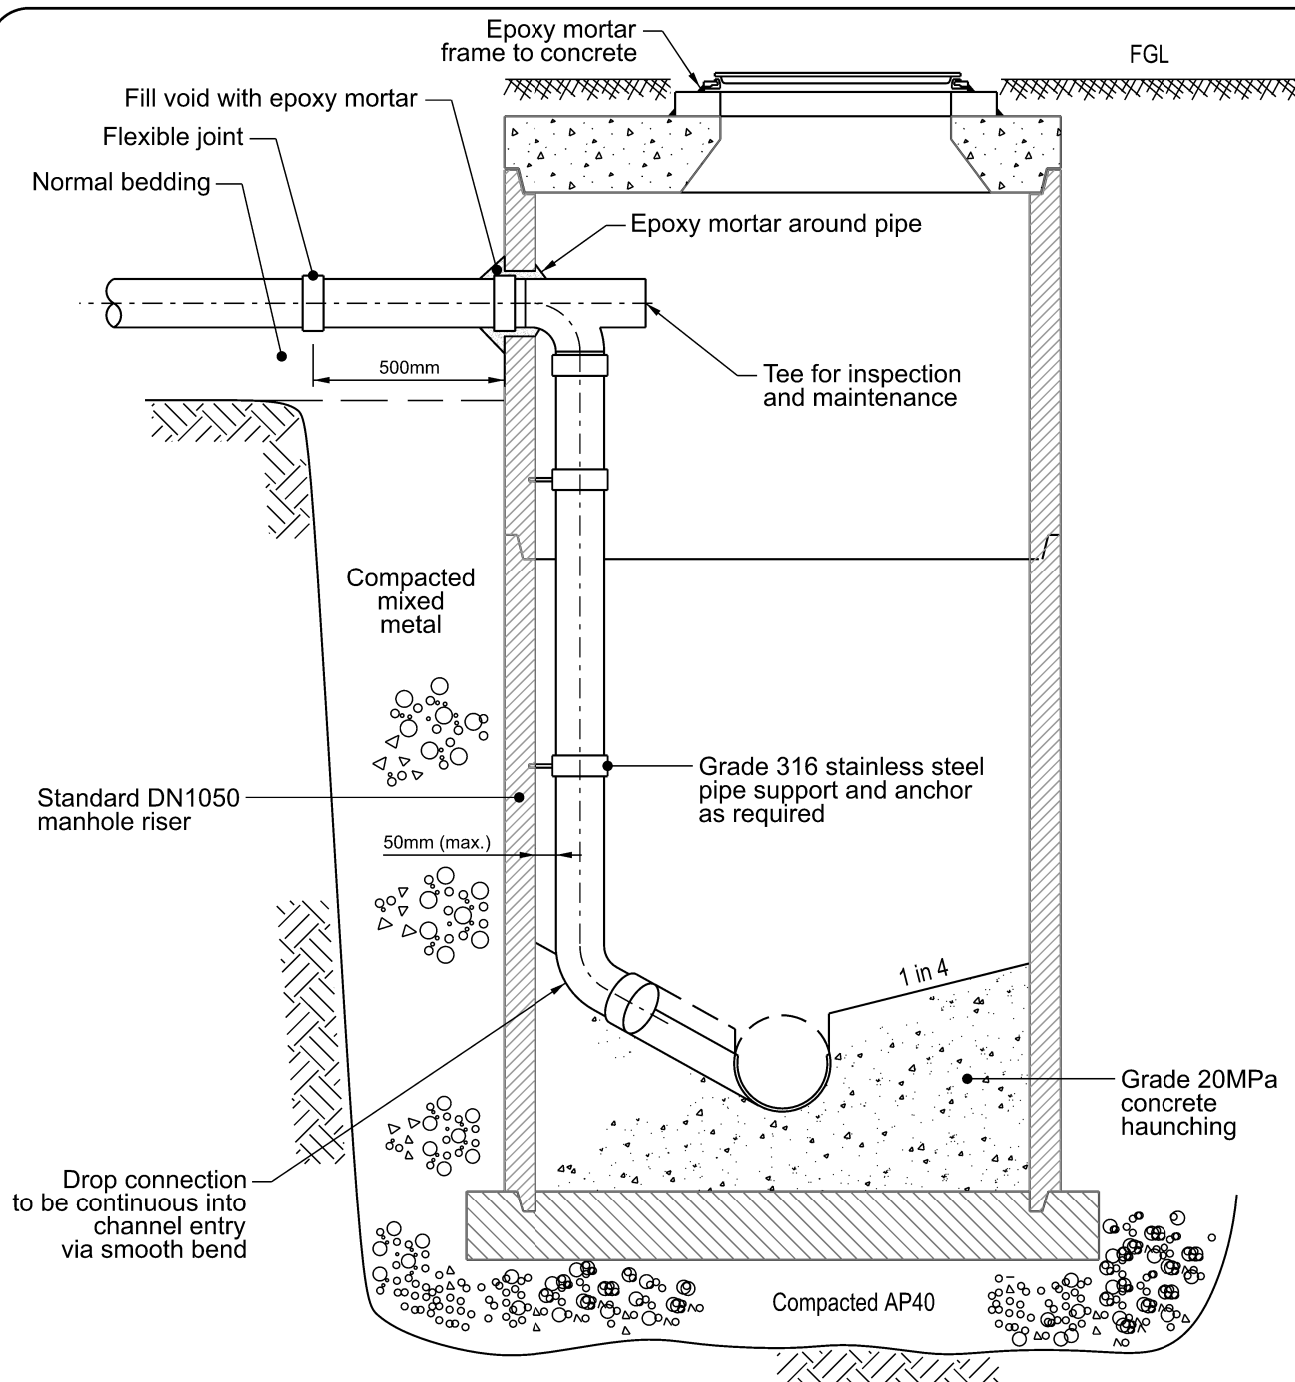 Epoxy mortar
frame to concrete
FGL
Fill void with epoxy mortar
Flexible joint
Normal bedding
Epoxy mortar around pipe
500mm
Tee for inspection
and maintenance
Compacted
mixed
metal
Grade 316 stainless steel
pipe support and anchor
as required
Standard DN1050
manhole riser
50mm (max.)
1 in 4
Grade 20MPa
concrete
haunching
Drop connection
to be continuous into
channel entry
via smooth bend
Compacted AP40